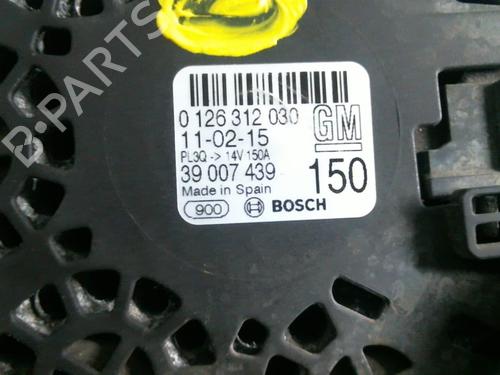 B-PARTS
0 126 312 030
GM
11-02-15
PL3Q -> 14V 150A
39 007 439
150
Made in Spain
900
BOSCH